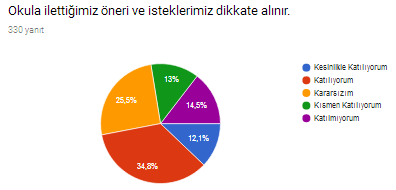 Okula ilettiğimiz öneri ve isteklerimiz dikkate alınır.
330 yanıt
Kesinlikle Katılıyorum
Katılıyorum
Kararsızım
Kısmen Katılıyorum
Katılmıyorum
13%
14,5%
25,5%
12,1%
34,8%